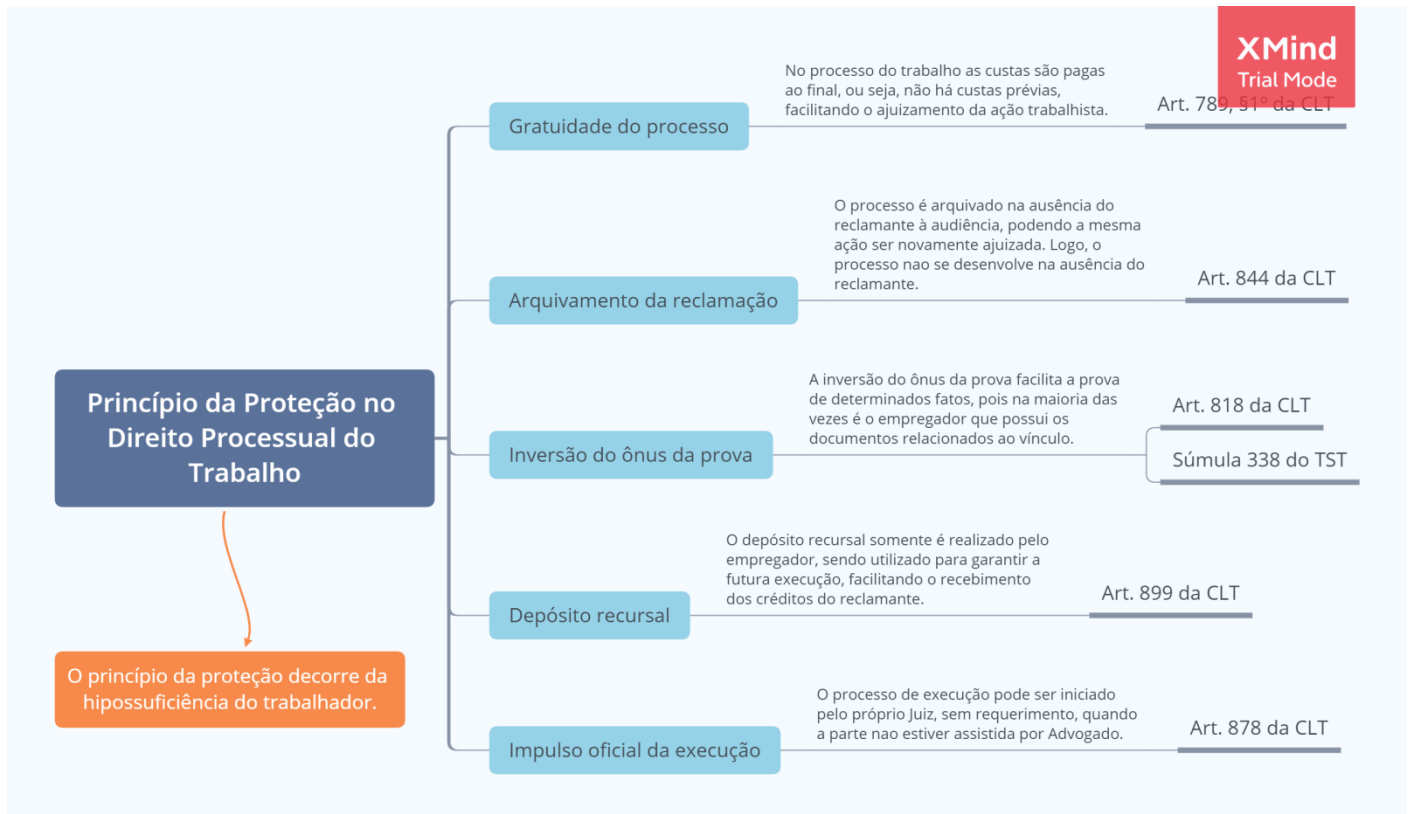 XMind
Trial Mode
No processo do trabalho as custas são pagas
ao final, ou seja, não há custas prévias,
facilitando o ajuizamento da ação trabalhista.
Art. 789, §1º da CLT
Gratuidade do processo
O processo é arquivado na ausência do
reclamante à audiência, podendo a mesma
ação ser novamente ajuizada. Logo, o
processo nao se desenvolve na ausência do
reclamante.
Art. 844 da CLT
Arquivamento da reclamação
Princípio da Proteção no
Direito Processual do
Trabalho
A inversão do ônus da prova facilita a prova
de determinados fatos, pois na maioria das
vezes é o empregador que possui os
documentos relacionados ao vínculo.
Art. 818 da CLT
Súmula 338 do TST
Inversão do ônus da prova
O depósito recursal somente é realizado pelo
empregador, sendo utilizado para garantir a
futura execução, facilitando o recebimento
dos créditos do reclamante.
Art. 899 da CLT
Depósito recursal
O princípio da proteção decorre da
hipossuficiência do trabalhador.
O processo de execução pode ser iniciado
pelo próprio Juiz, sem requerimento, quando
a parte nao estiver assistida por Advogado.
Art. 878 da CLT
Impulso oficial da execução